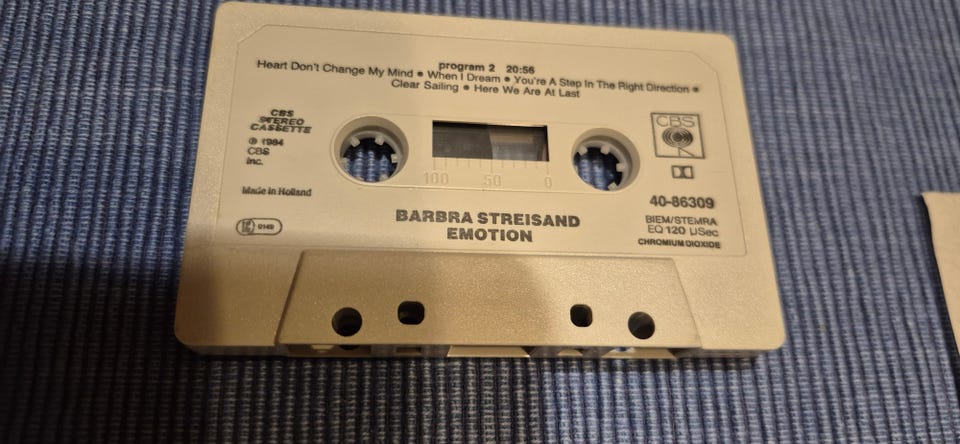 program 2 20:56
Heart Don't Change My Mind • When I Dream • You're A Step In The Right Direction •
Clear Sailing • Here We Are At Last
CBS
STEREO
CASSETTE
℗ 1984
CBS
Inc.
Made in Holland
0149
CBS
100 50 0
40-86309
BIEM/STEMRA
EQ 120 µSec
CHROMIUM DIOXIDE
BARBRA STREISAND
EMOTION